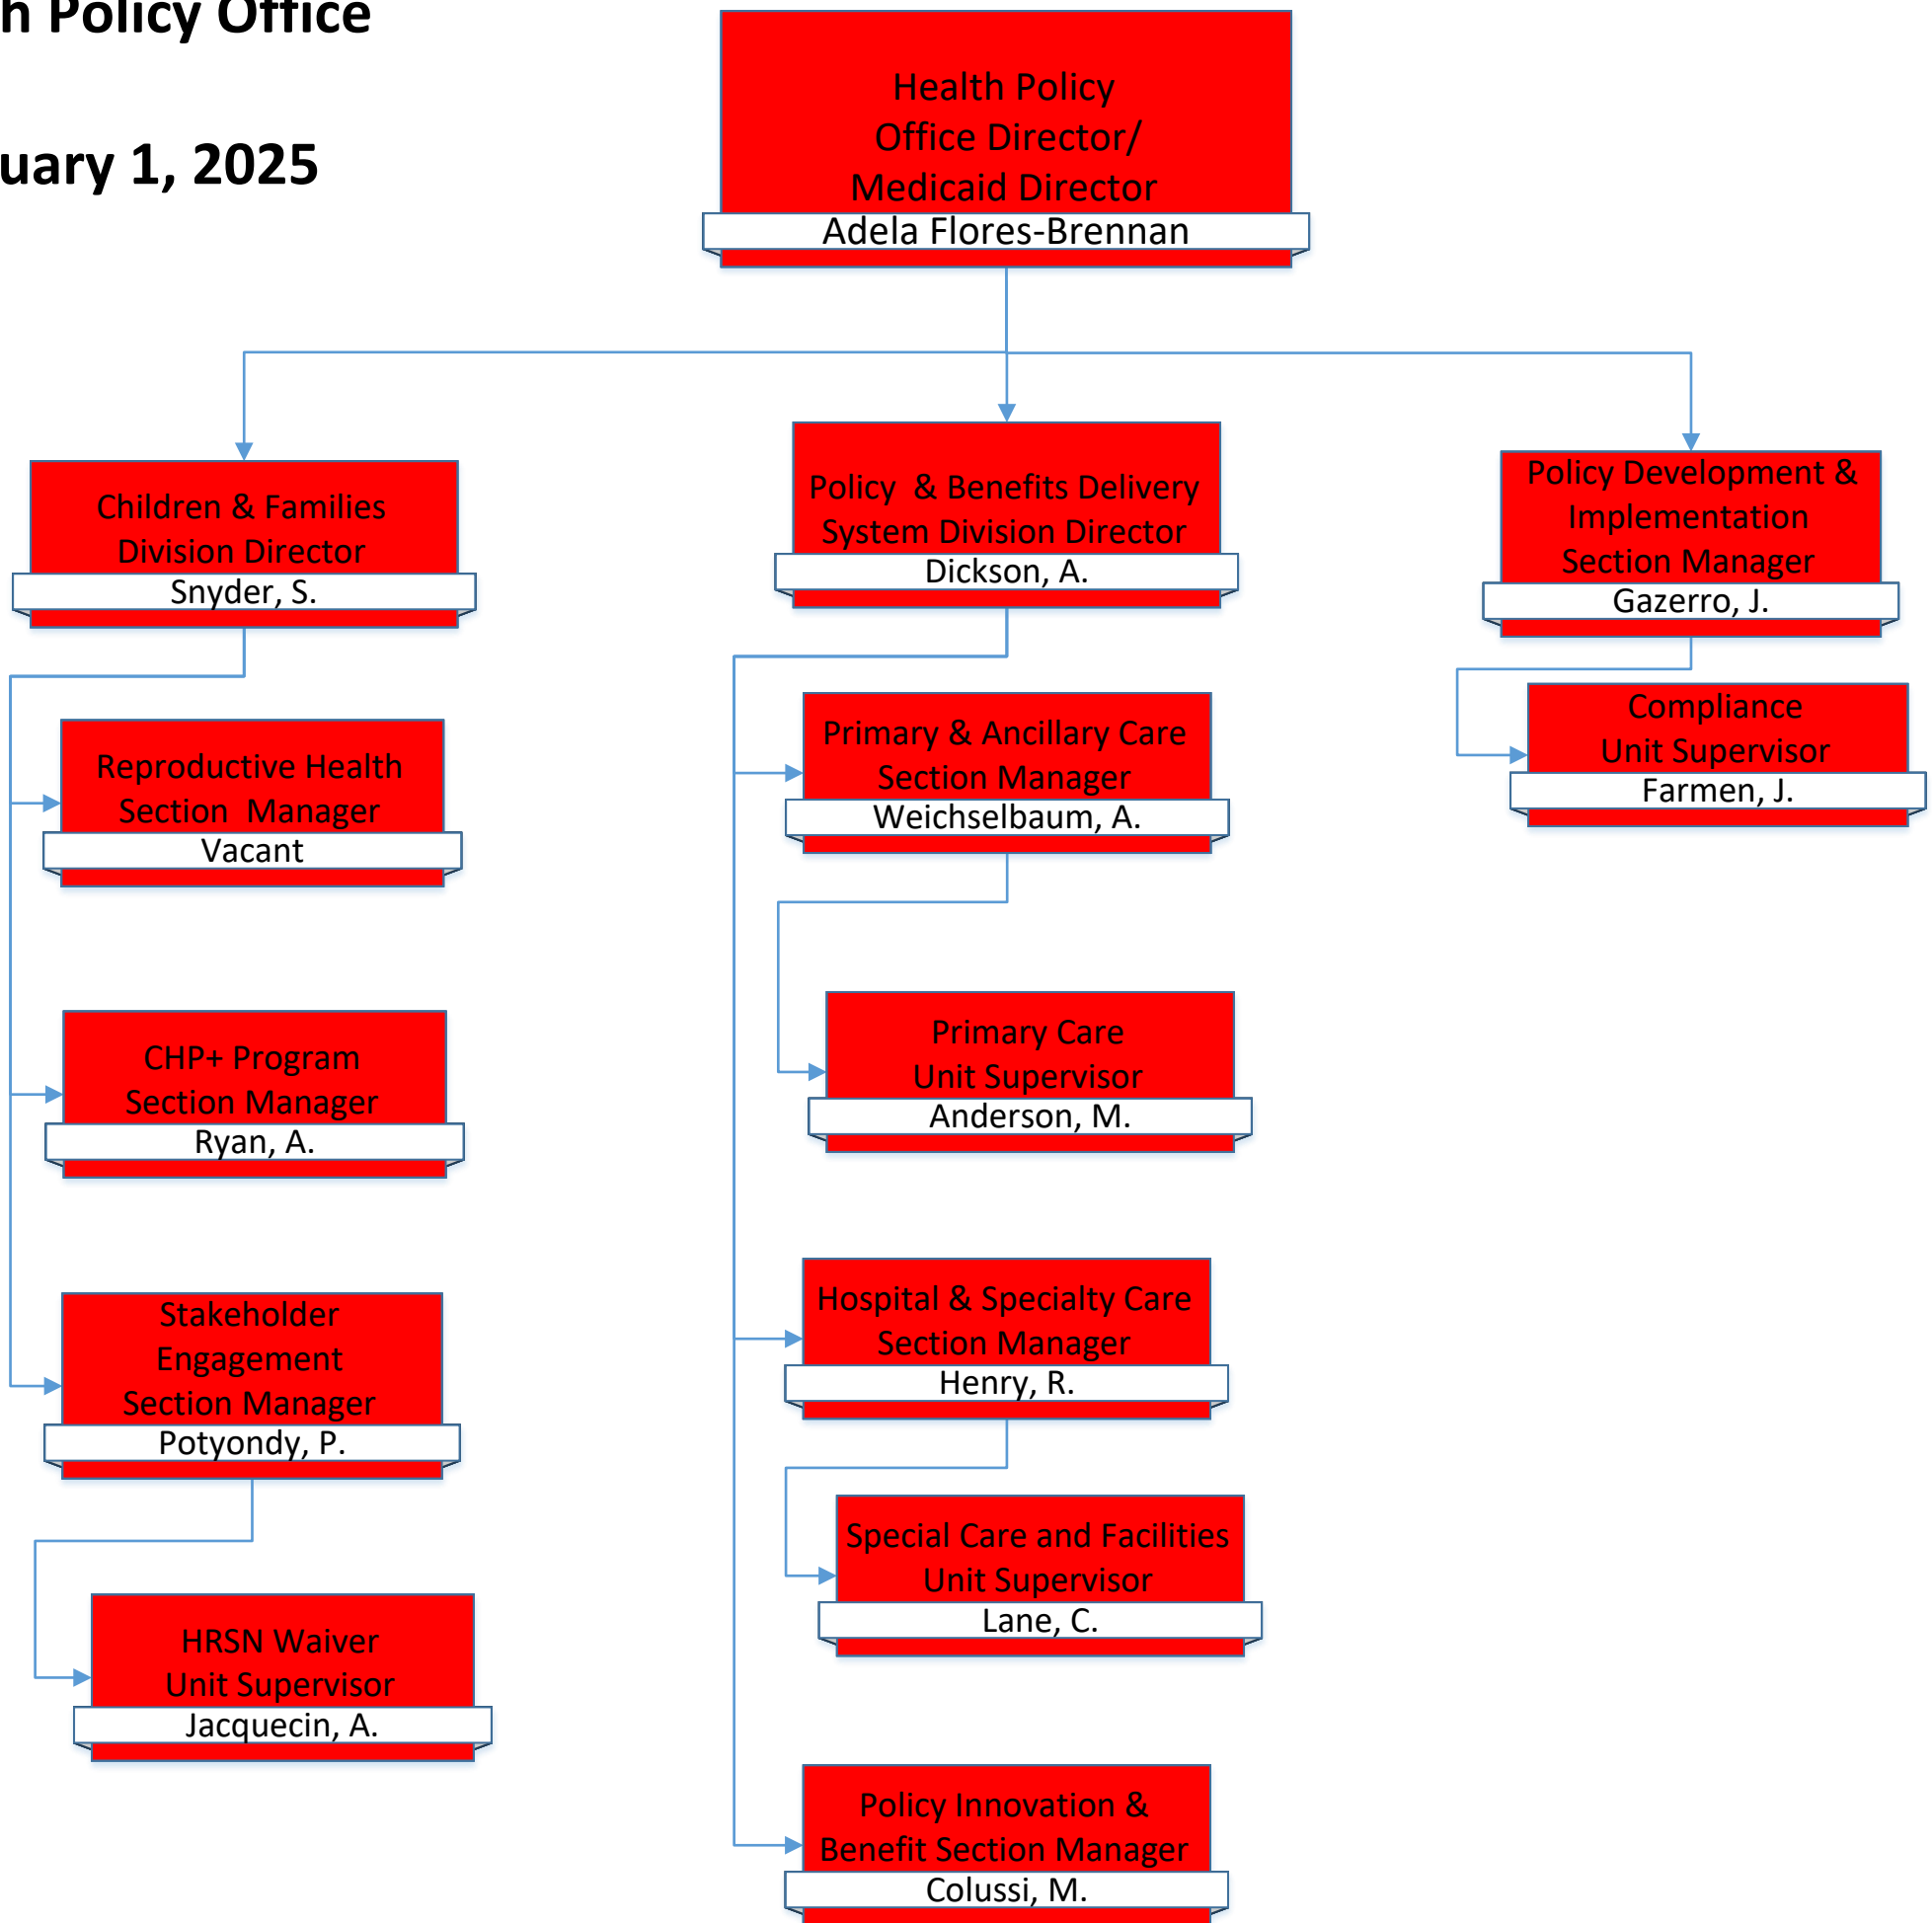 h Policy Office
uary 1, 2025
Health Policy
Office Director/
Medicaid Director
Adela Flores-Brennan
Children & Families
Division Director
Snyder, S.
Reproductive Health
Section Manager
Vacant
CHP+ Program
Section Manager
Ryan, A.
Stakeholder
Engagement
Section Manager
Potyondy, P.
HRSN Waiver
Unit Supervisor
Jacquecin, A.
Policy & Benefits Delivery
System Division Director
Dickson, A.
Primary & Ancillary Care
Section Manager
Weichselbaum, A.
Primary Care
Unit Supervisor
Anderson, M.
Hospital & Specialty Care
Section Manager
Henry, R.
Special Care and Facilities
Unit Supervisor
Lane, C.
Policy Innovation &
Benefit Section Manager
Colussi, M.
Policy Development &
Implementation
Section Manager
Gazerro, J.
Compliance
Unit Supervisor
Farmen, J.